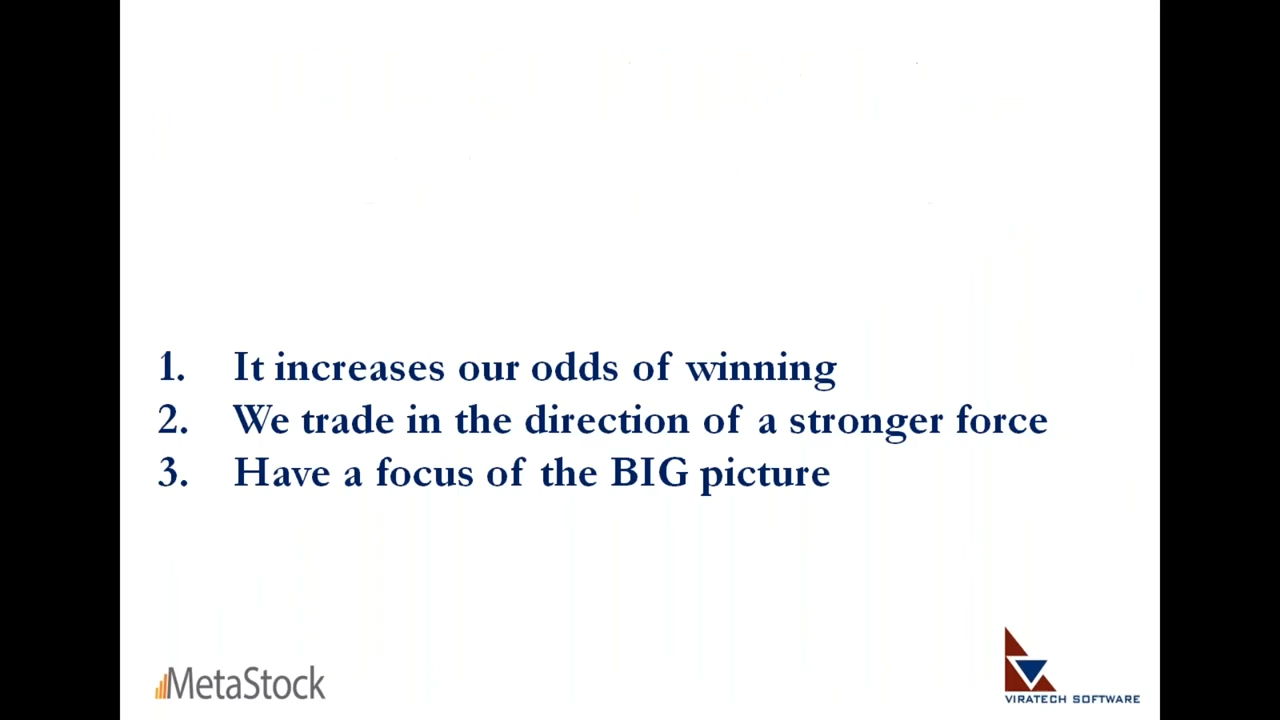 1. It increases our odds of winning
2. We trade in the direction of a stronger force
3. Have a focus of the BIG picture
MetaStock
VIRATECH SOFTWARE